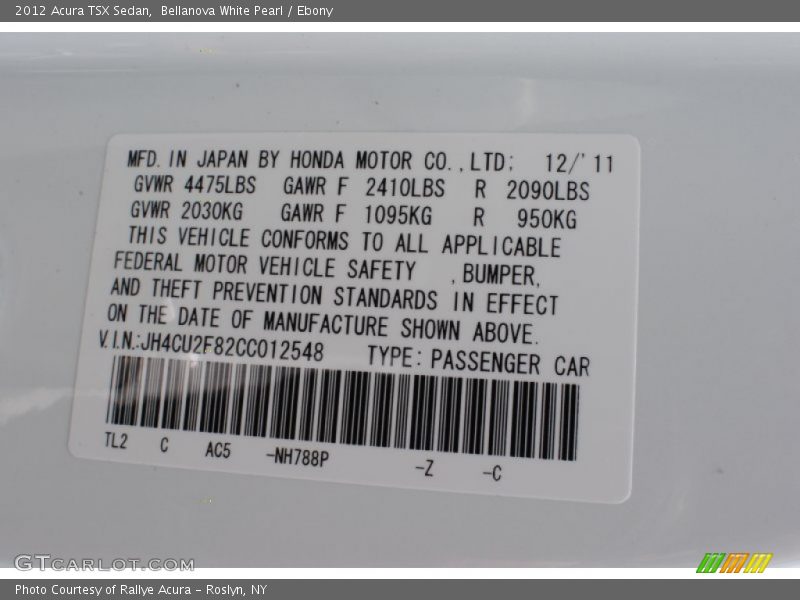 2012 Acura TSX Sedan,  Bellanova White Pearl / Ebony
MFD. IN JAPAN BY HONDA MOTOR CO.,LTD; 12/'11
GVWR 4475LBS GAWR F 2410LBS R 2090LBS
GVWR 2030KG GAWR F 1095KG R 950KG
THIS VEHICLE CONFORMS TO ALL APPLICABLE
FEDERAL MOTOR VEHICLE SAFETY ,BUMPER,
AND THEFT PREVENTION STANDARDS IN EFFECT
ON THE DATE OF MANUFACTURE SHOWN ABOVE.
V.I.N.:JH4CU2F82CC012548 TYPE: PASSENGER CAR
TL2 C AC5 -NH788P -Z -C
GTCARLOT.COM
Photo Courtesy of Rallye Acura - Roslyn, NY